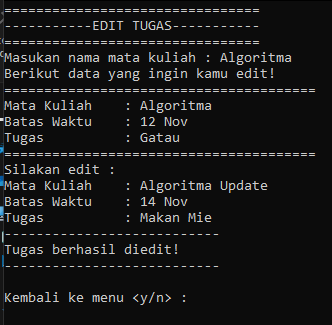 ================================
-----------EDIT TUGAS-----------
================================
Masukan nama mata kuliah : Algoritma
Berikut data yang ingin kamu edit!
=======================================
Mata Kuliah    : Algoritma
Batas Waktu    : 12 Nov
Tugas          : Gatau
=======================================
Silakan edit :
Mata Kuliah    : Algoritma Update
Batas Waktu    : 14 Nov
Tugas          : Makan Mie
---------------------------
Tugas berhasil diedit!
---------------------------
Kembali ke menu <y/n> :